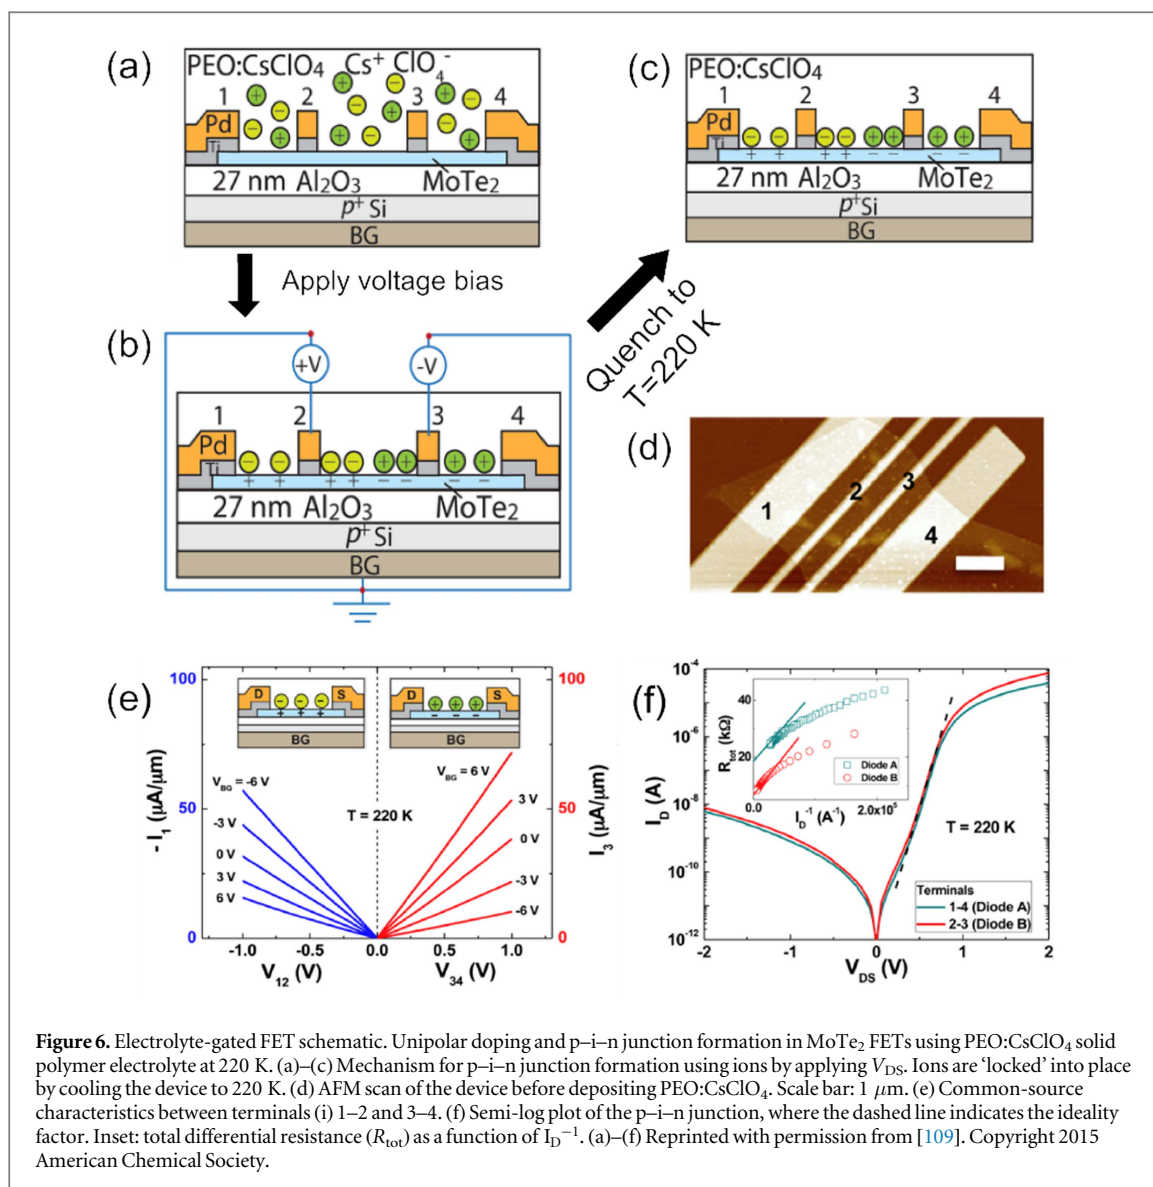 (a)
PEO:CsClO4 Cs+ ClO4-
1 2 3 4
Pd
Ti
27 nm Al2O3 MoTe2
p+ Si
BG
Apply voltage bias
(b)
+V -V
1 2 3 4
Pd
Ti
27 nm Al2O3 MoTe2
p+ Si
BG
Quench to
T=220 K
(c)
PEO:CsClO4
1 2 3 4
Pd
Ti
27 nm Al2O3 MoTe2
p+ Si
BG
(d)
1 2 3 4
(e)
100
50
0
- I1 (µA/µm)
D S
BG
D S
BG
VBG = -6 V
-3 V
0 V
3 V
6 V
T = 220 K
VBG = 6 V
3 V
0 V
-3 V
-6 V
100
50
0
I3 (µA/µm)
-1.0 -0.5 0.0 0.5 1.0
V12 (V) V34 (V)
(f)
10-4
10-6
10-8
10-10
10-12
ID (A)
40
20
Rtot (kΩ)
Diode A
Diode B
0.0 2.0x105
ID-1 (A-1)
T = 220 K
Terminals
1-4 (Diode A)
2-3 (Diode B)
-2 -1 0 1 2
VDS (V)
Figure 6. Electrolyte-gated FET schematic. Unipolar doping and p–i–n junction formation in MoTe2 FETs using PEO:CsClO4 solid
polymer electrolyte at 220 K. (a)–(c) Mechanism for p–i–n junction formation using ions by applying VDS. Ions are ‘locked’ into place
by cooling the device to 220 K. (d) AFM scan of the device before depositing PEO:CsClO4. Scale bar: 1 µm. (e) Common-source
characteristics between terminals (i) 1–2 and 3–4. (f) Semi-log plot of the p–i–n junction, where the dashed line indicates the ideality
factor. Inset: total differential resistance (Rtot) as a function of ID−1. (a)–(f) Reprinted with permission from [109]. Copyright 2015
American Chemical Society.